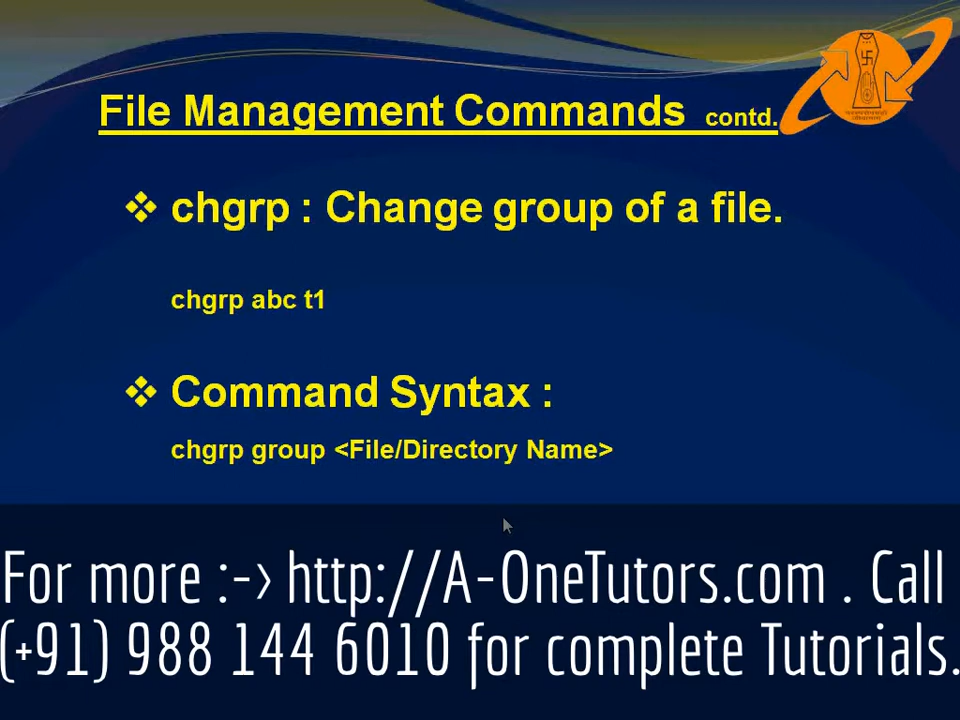 File Management Commands contd.
❖ chgrp : Change group of a file.
chgrp abc t1
❖ Command Syntax :
chgrp group <File/Directory Name>
For more :-> http://A-OneTutors.com . Call
(+91) 988 144 6010 for complete Tutorials.